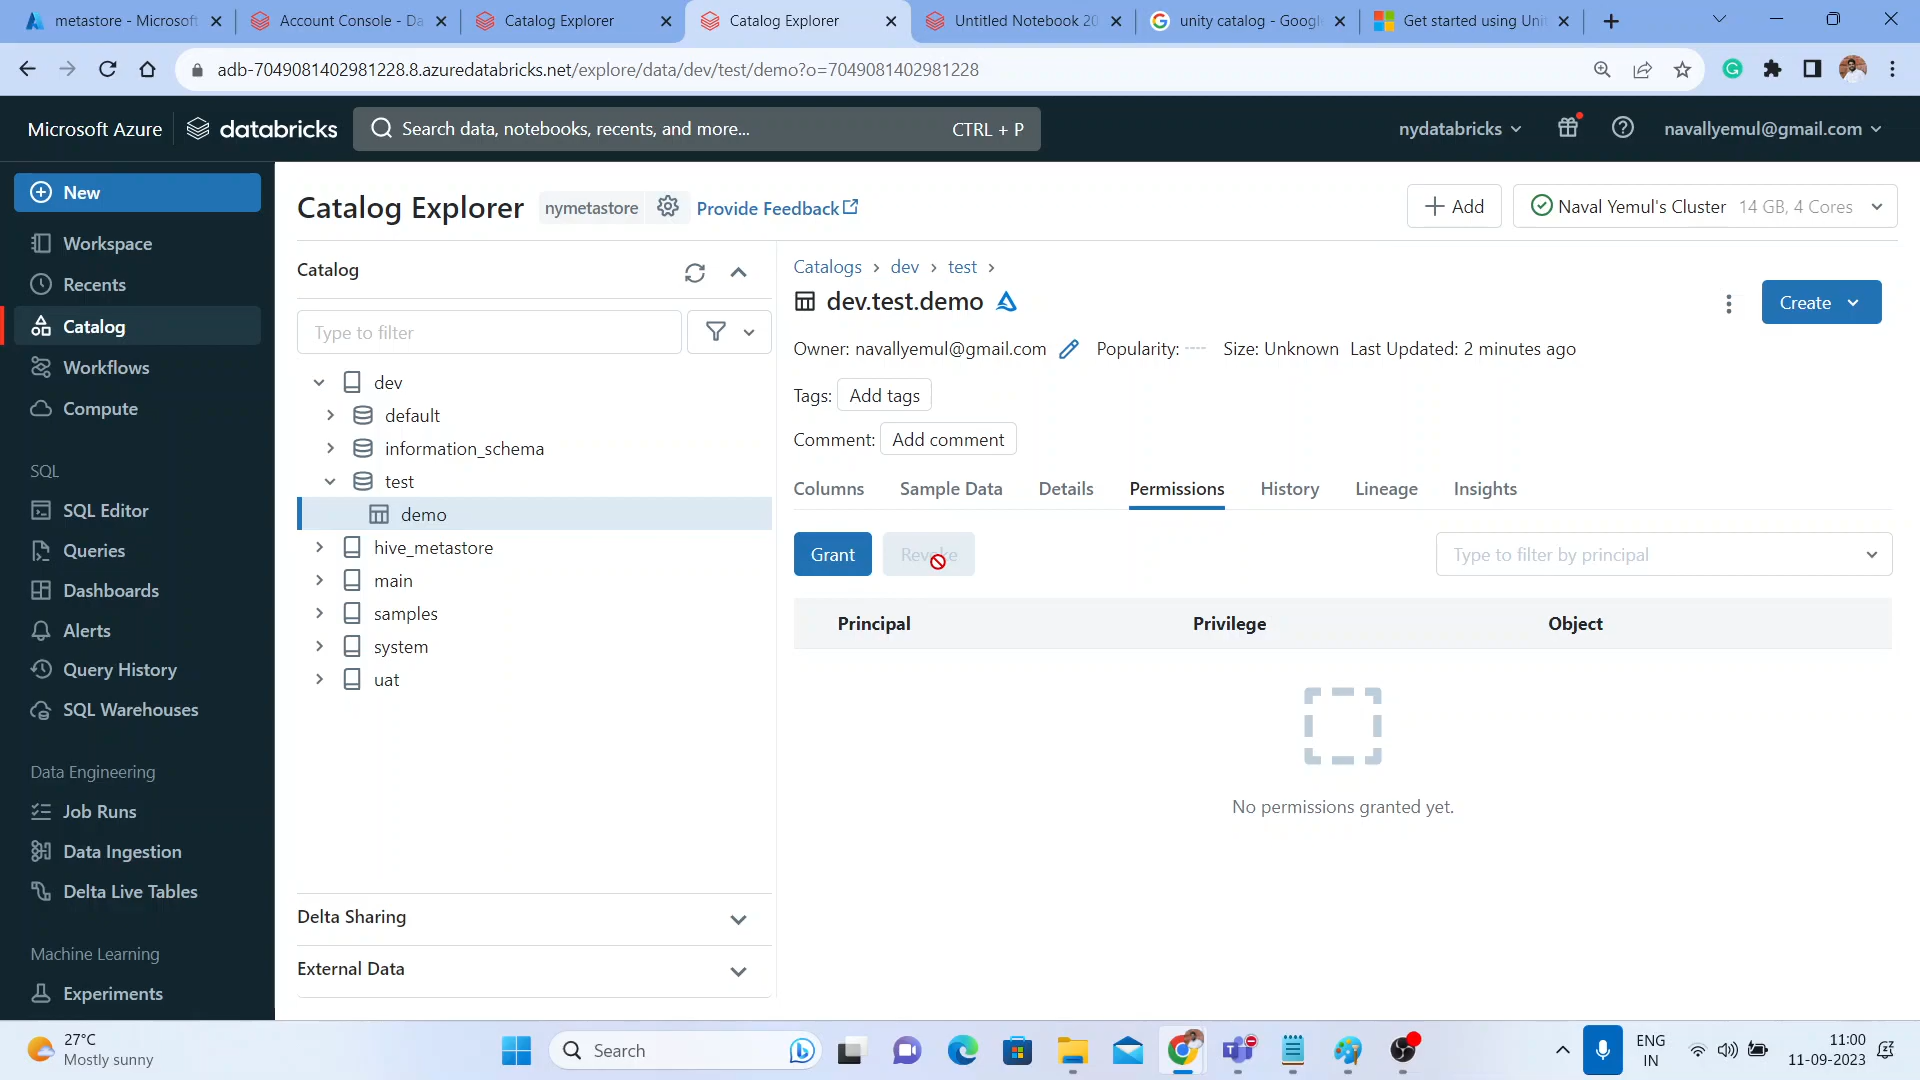 metastore - Microsoft
Account Console - Da
Catalog Explorer
Catalog Explorer
Untitled Notebook 20
unity catalog - Google
Get started using Unit
adb-7049081402981228.8.azuredatabricks.net/explore/data/dev/test/demo?o=7049081402981228
Microsoft Azure
databricks
Search data, notebooks, recents, and more...
CTRL + P
nydatabricks
navallyemul@gmail.com
New
Workspace
Recents
Catalog
Workflows
Compute
SQL
SQL Editor
Queries
Dashboards
Alerts
Query History
SQL Warehouses
Data Engineering
Job Runs
Data Ingestion
Delta Live Tables
Machine Learning
Experiments
Catalog Explorer
nymetastore
Provide Feedback
Add
Naval Yemul's Cluster 14 GB, 4 Cores
Catalog
Type to filter
dev
default
information_schema
test
demo
hive_metastore
main
samples
system
uat
Delta Sharing
External Data
Catalogs > dev > test >
dev.test.demo
Create
Owner: navallyemul@gmail.com Popularity: Size: Unknown Last Updated: 2 minutes ago
Tags: Add tags
Comment: Add comment
Columns Sample Data Details Permissions History Lineage Insights
Grant
Revoke
Type to filter by principal
Principal Privilege Object
No permissions granted yet.
27°C
Mostly sunny
Search
ENG
IN
11:00
11-09-2023